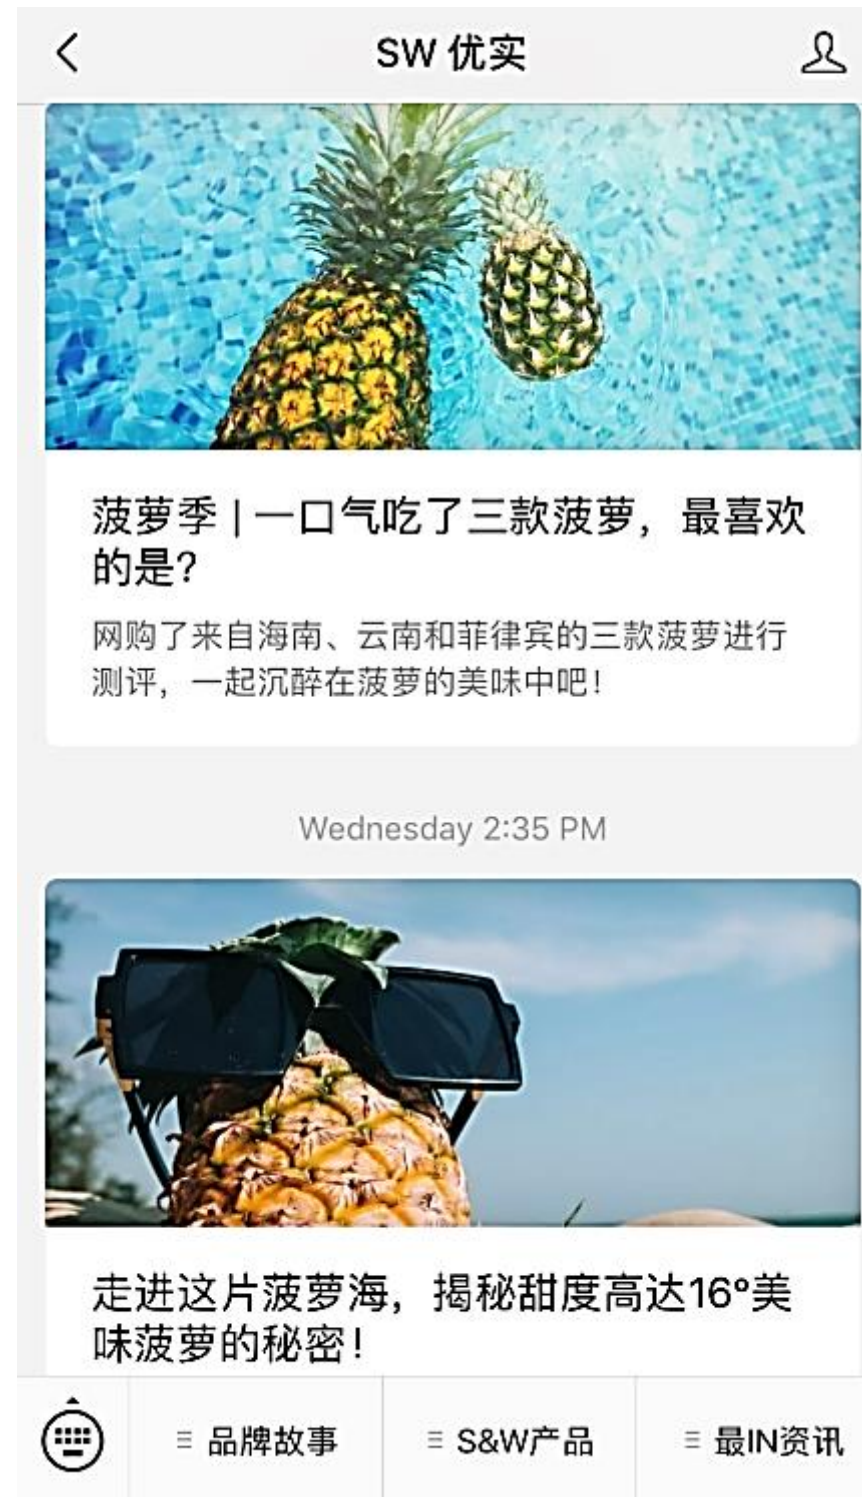 SW 优实
菠萝季 | 一口气吃了三款菠萝，最喜欢
的是？
网购了来自海南、云南和菲律宾的三款菠萝进行
测评，一起沉醉在菠萝的美味中吧！
Wednesday 2:35 PM
走进这片菠萝海，揭秘甜度高达16°美
味菠萝的秘密！
品牌故事
S&W产品
最IN资讯